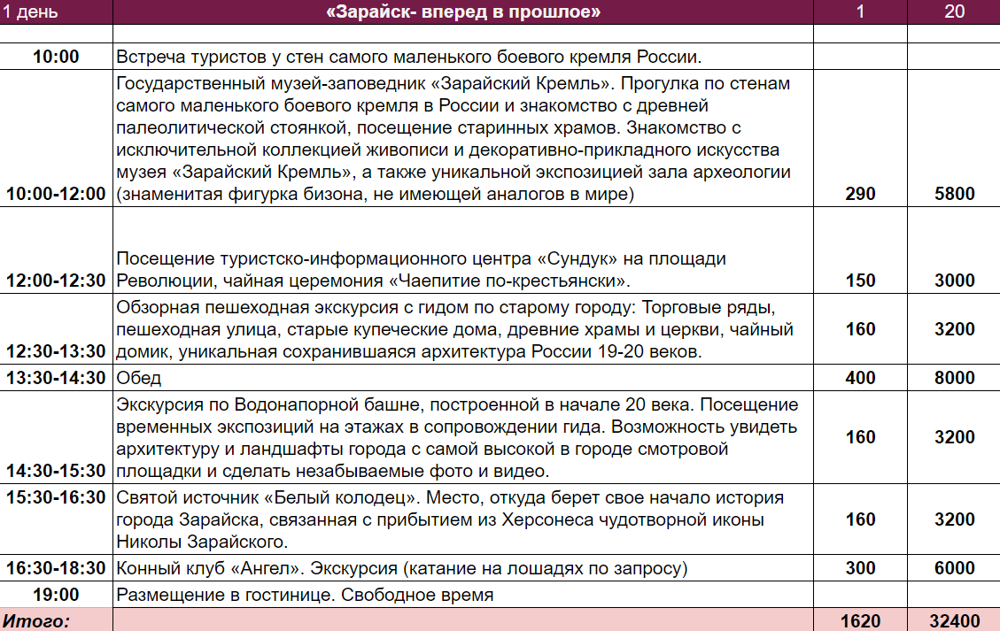 1 день «Зарайск- вперед в прошлое» 1 20
10:00 Встреча туристов у стен самого маленького боевого кремля России.
Государственный музей-заповедник «Зарайский Кремль». Прогулка по стенам
самого маленького боевого кремля в России и знакомство с древней
палеолитической стоянкой, посещение старинных храмов. Знакомство с
исключительной коллекцией живописи и декоративно-прикладного искусства
музея «Зарайский Кремль», а также уникальной экспозицией зала археологии
10:00-12:00 (знаменитая фигурка бизона, не имеющей аналогов в мире) 290 5800
Посещение туристско-информационного центра «Сундук» на площади
12:00-12:30 Революции, чайная церемония «Чаепитие по-крестьянски». 150 3000
Обзорная пешеходная экскурсия с гидом по старому городу: Торговые ряды,
пешеходная улица, старые купеческие дома, древние храмы и церкви, чайный 160 3200
12:30-13:30 домик, уникальная сохранившаяся архитектура России 19-20 веков.
13:30-14:30 Обед 400 8000
Экскурсия по Водонапорной башне, построенной в начале 20 века. Посещение
временных экспозиций на этажах в сопровождении гида. Возможность увидеть 160 3200
архитектуру и ландшафты города с самой высокой в городе смотровой
14:30-15:30 площадки и сделать незабываемые фото и видео.
15:30-16:30 Святой источник «Белый колодец». Место, откуда берет свое начало история
города Зарайска, связанная с прибытием из Херсонеса чудотворной иконы 160 3200
Николы Зарайского.
16:30-18:30 Конный клуб «Ангел». Экскурсия (катание на лошадях по запросу) 300 6000
19:00 Размещение в гостинице. Свободное время
Итого: 1620 32400